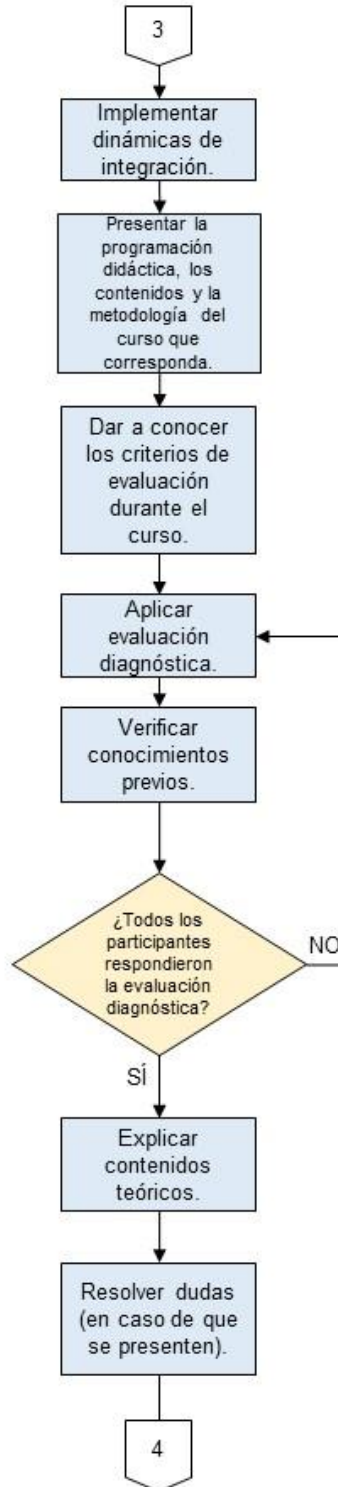 3
Implementar
dinámicas de
integración.
Presentar la
programación
didáctica, los
contenidos y la
metodología del
curso que
corresponda.
Dar a conocer
los criterios de
evaluación
durante el
curso.
Aplicar
evaluación
diagnóstica.
Verificar
conocimientos
previos.
¿Todos los
participantes
respondieron
la evaluación
diagnóstica?
NO
SÍ
Explicar
contenidos
teóricos.
Resolver dudas
(en caso de que
se presenten).
4